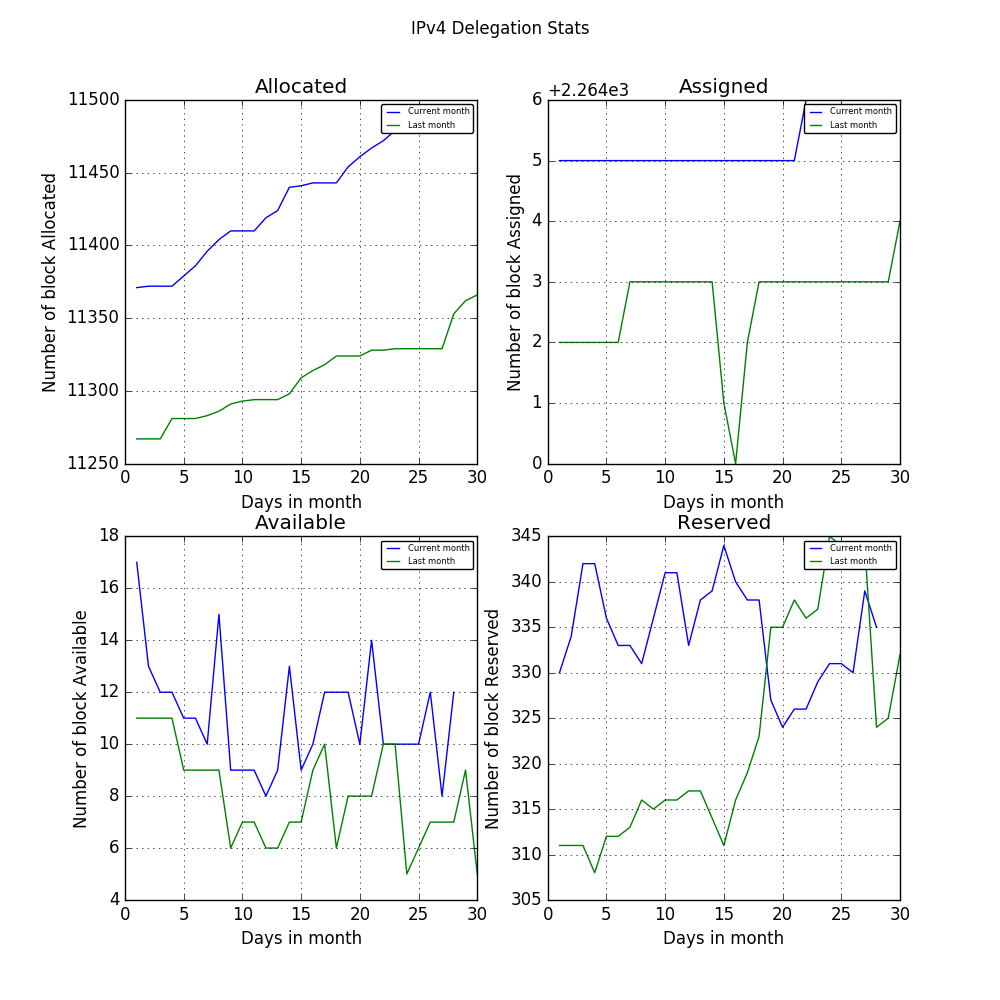 IPv4 Delegation Stats
Allocated
Number of block Allocated
11500
11450
11400
11350
11300
11250
0 5 10 15 20 25 30
Days in month
Current month
Last month
Assigned
+2.264e3
Number of block Assigned
6
5
4
3
2
1
0
0 5 10 15 20 25 30
Days in month
Current month
Last month
Available
Number of block Available
18
16
14
12
10
8
6
4
0 5 10 15 20 25 30
Days in month
Current month
Last month
Reserved
Number of block Reserved
345
340
335
330
325
320
315
310
305
0 5 10 15 20 25 30
Days in month
Current month
Last month